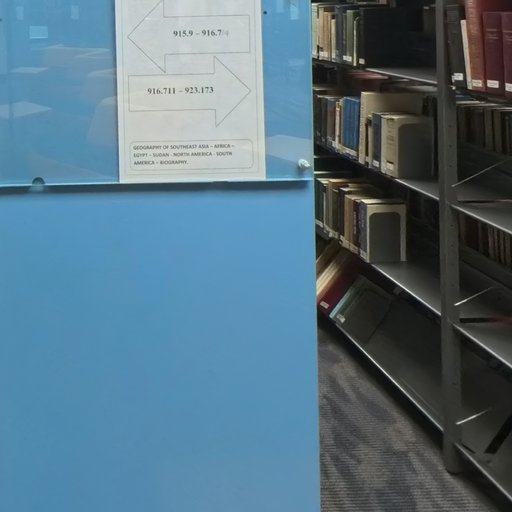 915.9 – 916.7/4
916.711 – 923.173
GEOGRAPHY OF SOUTHEAST ASIA – AFRICA –
EGYPT – SUDAN - NORTH AMERICA - SOUTH
AMERICA – BIOGRAPHY.